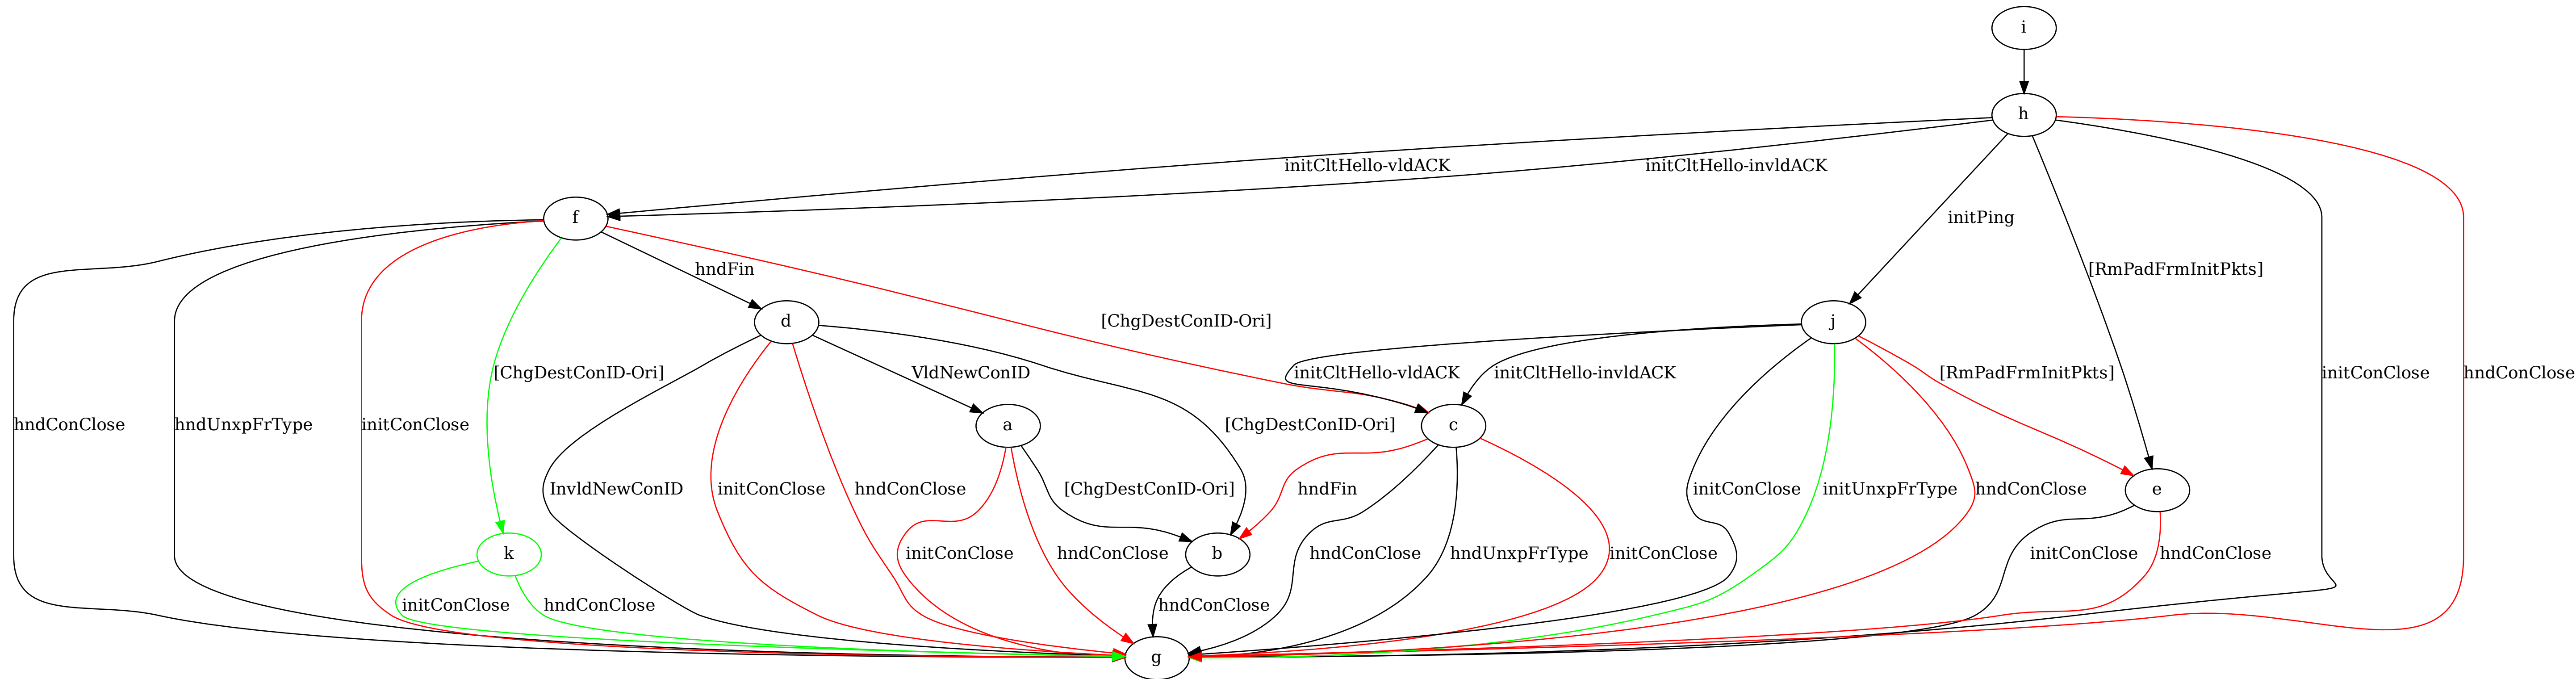 i
h
initCltHello-vldACK
initCltHello-invldACK
f
initPing
hndFin
[RmPadFrmInitPkts]
d
[ChgDestConID-Ori]
j
[ChgDestConID-Ori]
VldNewConID
initCltHello-vldACK
initCltHello-invldACK
[RmPadFrmInitPkts]
initConClose
hndConClose
hndConClose
hndUnxpFrType
initConClose
a
[ChgDestConID-Ori]
c
InvldNewConID
initConClose
hndConClose
[ChgDestConID-Ori]
hndFin
initConClose
initUnxpFrType
hndConClose
e
k
initConClose
hndConClose
b
hndConClose
hndUnxpFrType
initConClose
initConClose
hndConClose
initConClose
hndConClose
hndConClose
g